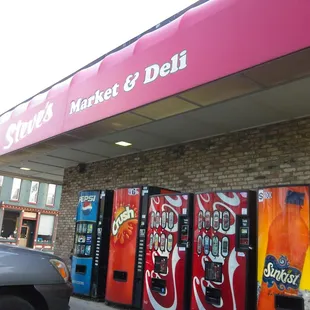 Steve's Market & Deli
PEPSI
Crush
SUNKIST